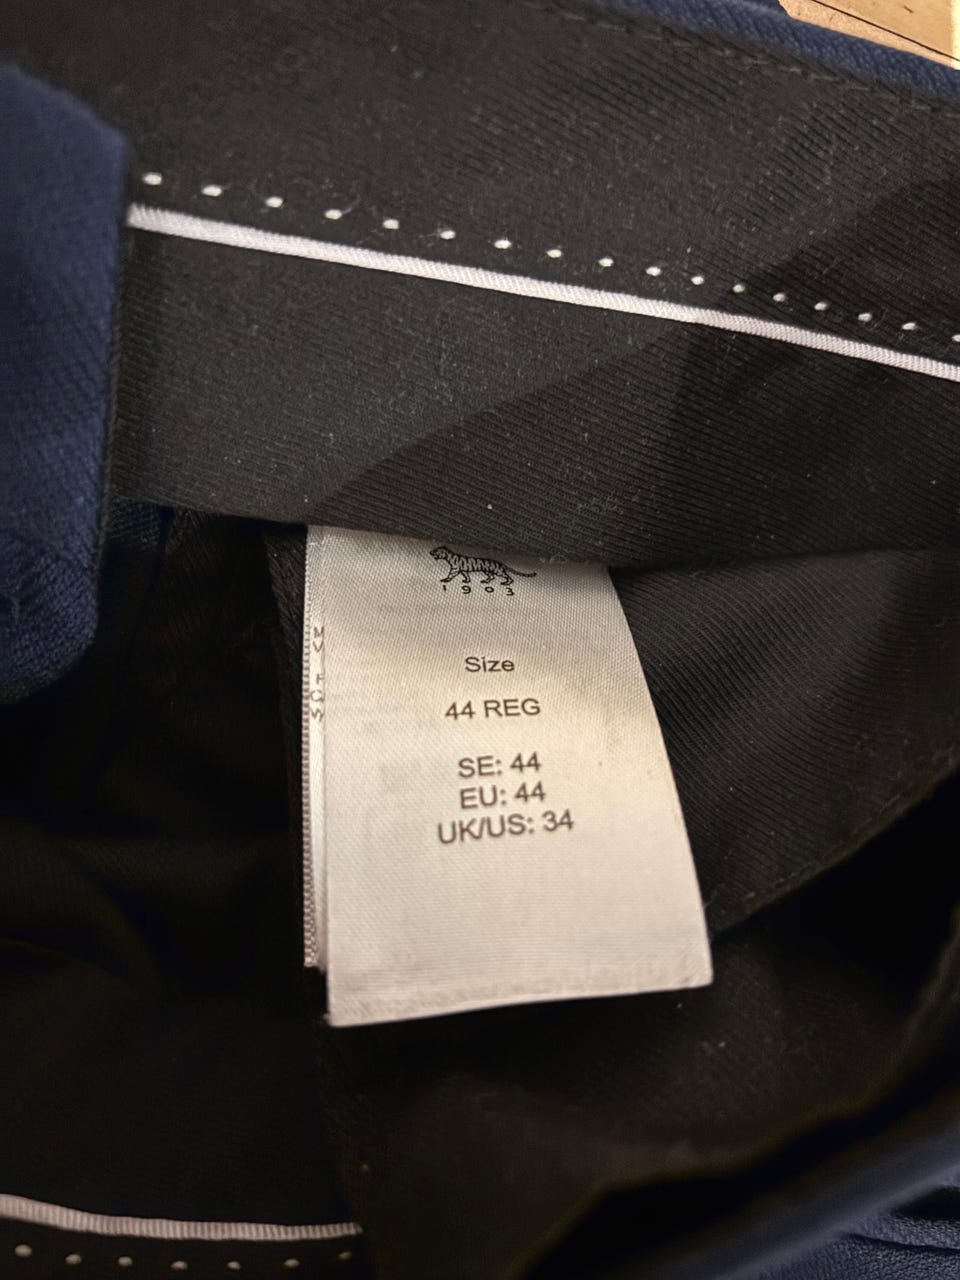 1903
Size
44 REG
SE: 44
EU: 44
UK/US: 34